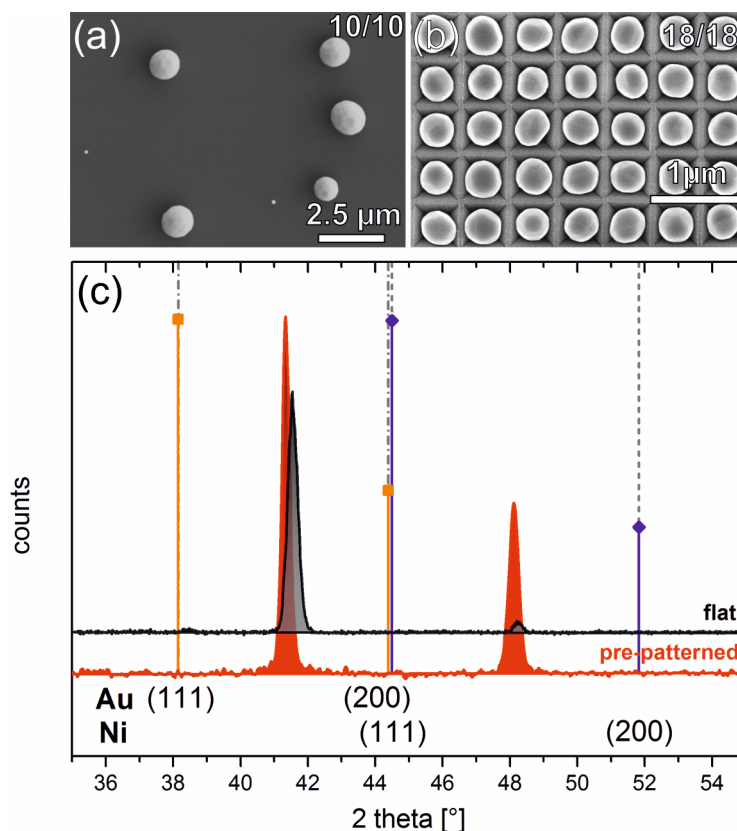 (a) 10/10
2.5 µm
(b) 18/18
1µm
(c)
counts
flat
pre-patterned
Au (111) (200)
Ni (111) (200)
36 38 40 42 44 46 48 50 52 54
2 theta [°]